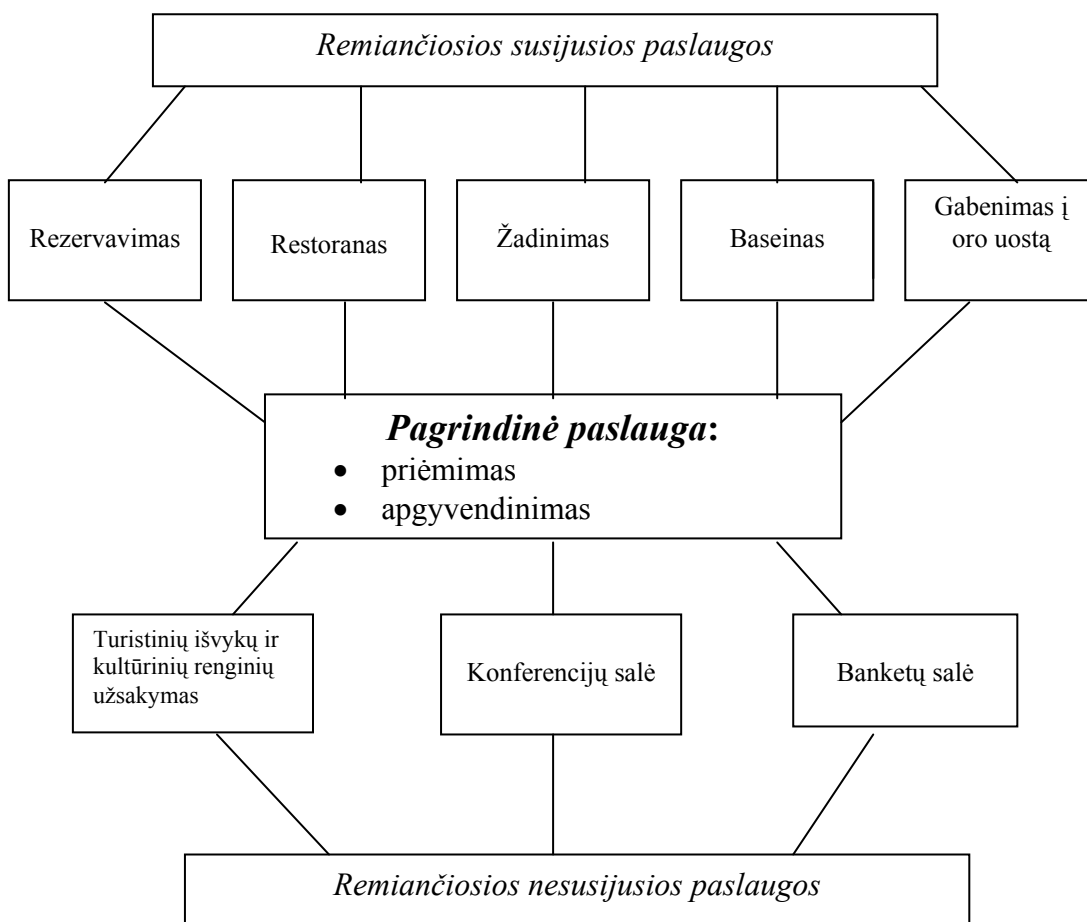 Remiančiosios susijusios paslaugos
Rezervavimas
Restoranas
Žadinimas
Baseinas
Gabenimas į
oro uostą
Pagrindinė paslauga:
• priėmimas
• apgyvendinimas
Turistinių išvykų ir
kultūrinių renginių
užsakymas
Konferencijų salė
Banketų salė
Remiančiosios nesusijusios paslaugos